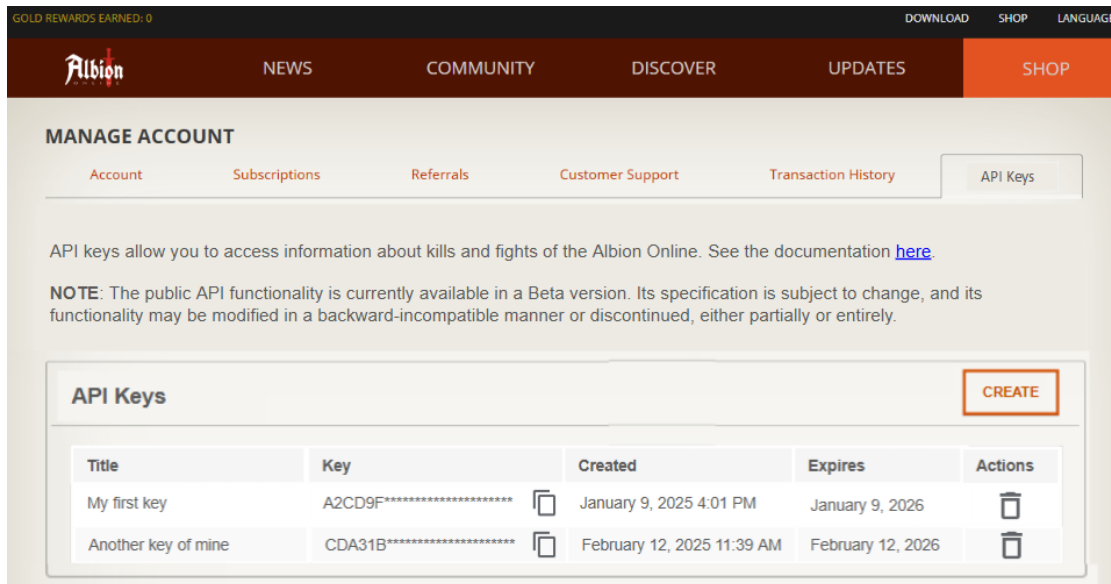 GOLD REWARDS EARNED: 0 DOWNLOAD SHOP LANGUAGE
Albion ONLINE NEWS COMMUNITY DISCOVER UPDATES SHOP
MANAGE ACCOUNT
Account Subscriptions Referrals Customer Support Transaction History API Keys
API keys allow you to access information about kills and fights of the Albion Online. See the documentation here.
NOTE: The public API functionality is currently available in a Beta version. Its specification is subject to change, and its
functionality may be modified in a backward-incompatible manner or discontinued, either partially or entirely.
API Keys CREATE
Title Key Created Expires Actions
My first key A2CD9F********************* January 9, 2025 4:01 PM January 9, 2026
Another key of mine CDA31B********************* February 12, 2025 11:39 AM February 12, 2026